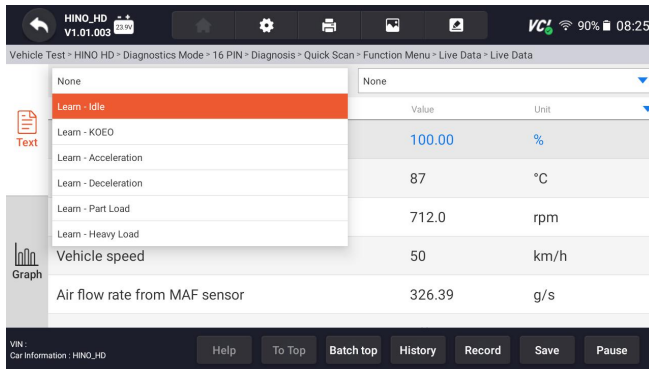 HINO_HD
V1.01.003 23.9V
VC! 90% 08:25
Vehicle Test > HINO HD > Diagnostics Mode > 16 PIN > Diagnosis > Quick Scan > Function Menu > Live Data > Live Data
None
None
Learn - Idle
Learn - KOEO
Learn - Acceleration
Learn - Deceleration
Learn - Part Load
Learn - Heavy Load
Value Unit
100.00 %
87 °C
712.0 rpm
Vehicle speed 50 km/h
Air flow rate from MAF sensor 326.39 g/s
Text
Graph
VIN :
Car Information : HINO_HD
Help To Top Batch top History Record Save Pause